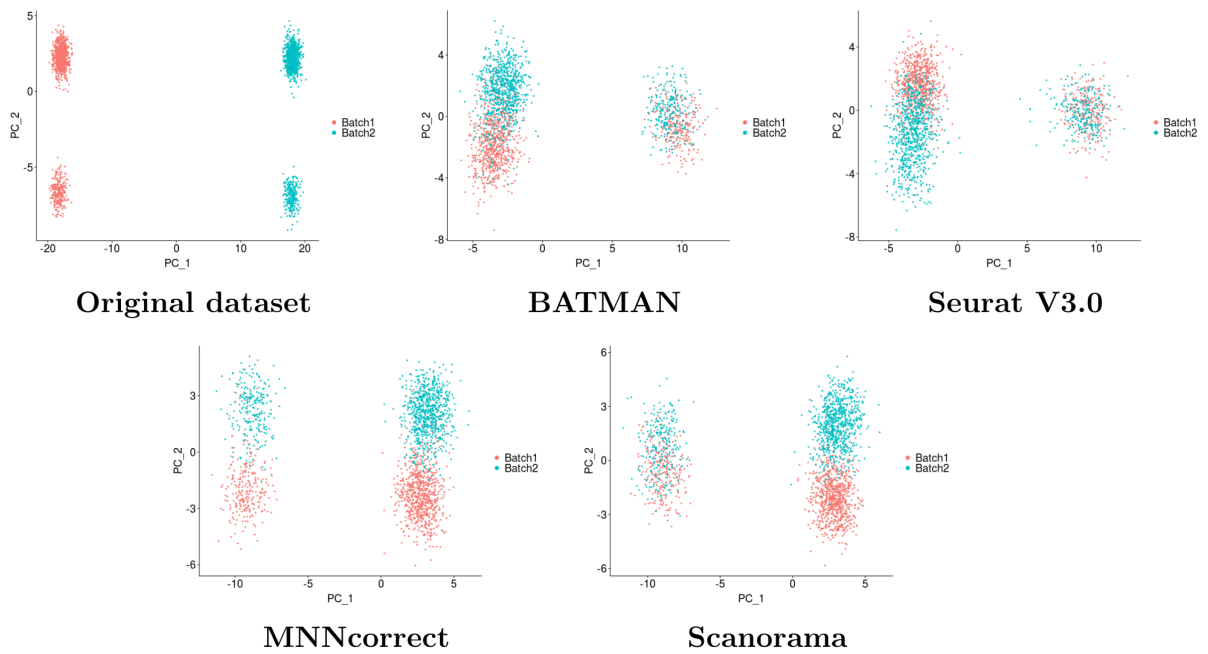 5
0
-5
PC_2
-20
-10
0
10
20
PC_1
Batch1
Batch2
Original dataset
4
0
-4
-8
PC_2
-5
0
5
10
PC_1
Batch1
Batch2
BATMAN
4
0
-4
-8
PC_2
-5
0
5
10
PC_1
Batch1
Batch2
Seurat V3.0
3
0
-3
-6
PC_2
-10
-5
0
5
PC_1
Batch1
Batch2
MNNcorrect
6
3
0
-3
-6
PC_2
-10
-5
0
5
PC_1
Batch1
Batch2
Scanorama